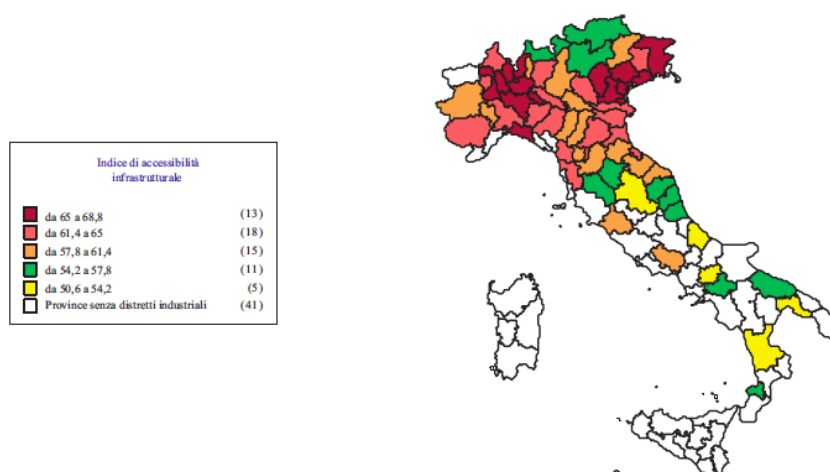 Indice di accessibilità
infrastrutturale
da 65 a 68,8 (13)
da 61,4 a 65 (18)
da 57,8 a 61,4 (15)
da 54,2 a 57,8 (11)
da 50,6 a 54,2 (5)
Province senza distretti industriali (41)